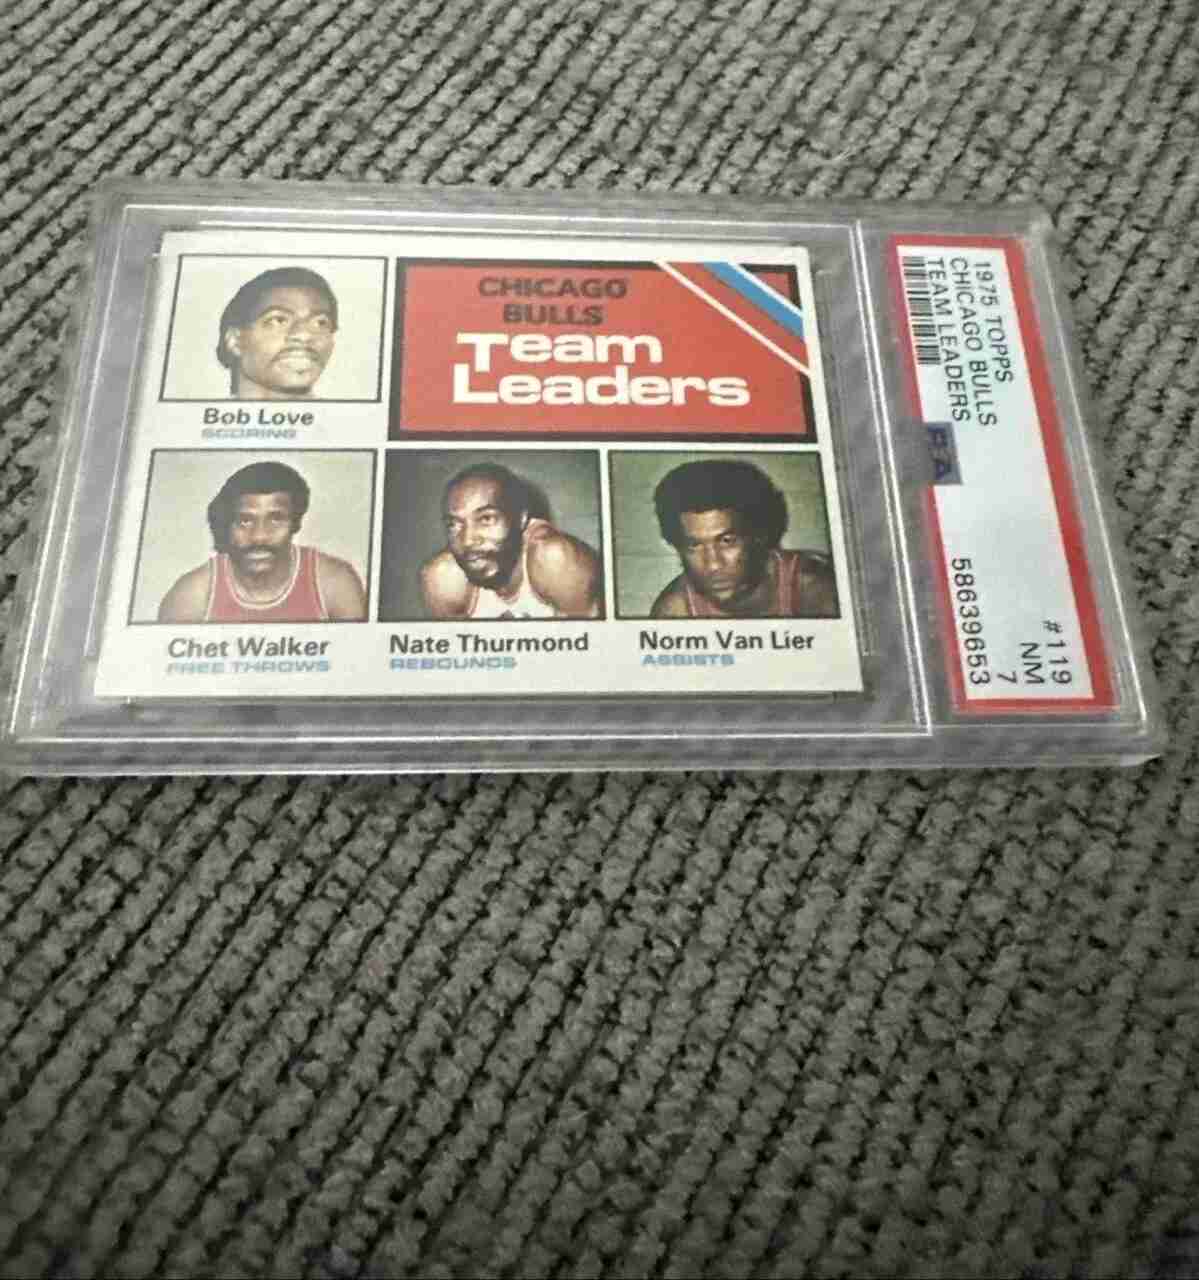 CHICAGO
BULLS
Team
Leaders
Bob Love
SCORING
Chet Walker
FREE THROWS
Nate Thurmond
REBOUNDS
Norm Van Lier
ASSISTS
1975 TOPPS
CHICAGO BULLS
TEAM LEADERS
#119
NM
7
58639653